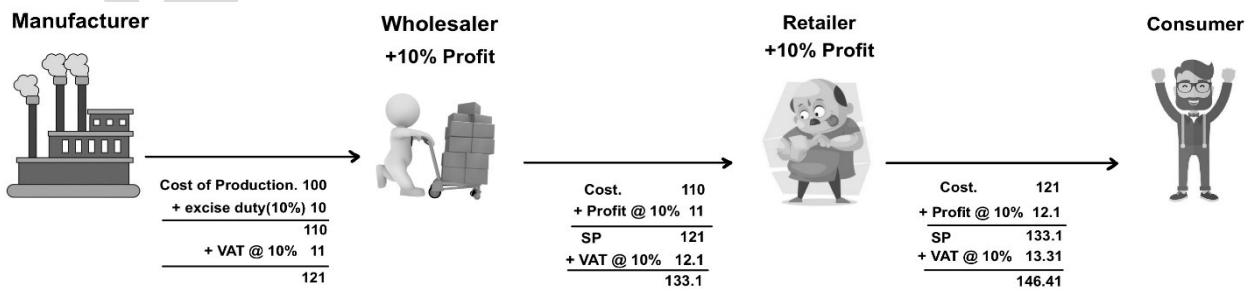 Manufacturer
Wholesaler
+10% Profit
Retailer
+10% Profit
Consumer
Cost of Production. 100
+ excise duty(10%) 10
110
+ VAT @ 10% 11
121
Cost. 110
+ Profit @ 10% 11
SP 121
+ VAT @ 10% 12.1
133.1
Cost. 121
+ Profit @ 10% 12.1
SP 133.1
+ VAT @ 10% 13.31
146.41